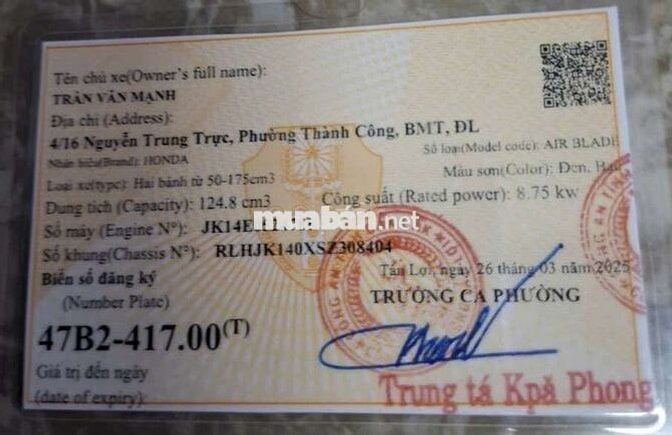 Tên chủ xe(Owner's full name):
TRẦN VĂN MẠNH
Địa chỉ (Address):
4/16 Nguyễn Trung Trực, Phường Thành Công, BMT, ĐL
Nhãn hiệu(Brand): HONDA
Số loại(Model code): AIR BLADE
Loại xe(type): Hai bánh từ 50-175cm3
Màu sơn(Color): Đen,
Dung tích (Capacity): 124.8 cm3
Công suất (Rated power): 8.75 kw
muaban.net
Số máy (Engine N°):
Số khung(Chassis N°): RLHJK140XSZ308404
Biển số đăng ký
(Number Plate)
Tân Lợi, ngày 26 tháng 03 năm 2025
TRƯỞNG CA PHƯỜNG
47B2-417.00(T)
Giá trị đến ngày
(date of expiry):
Trung tá Kpă Phong